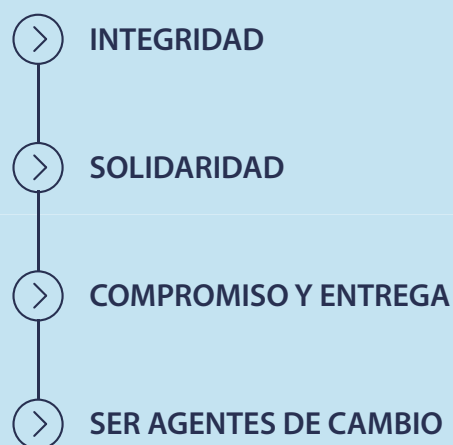 INTEGRIDAD
SOLIDARIDAD
COMPROMISO Y ENTREGA
SER AGENTES DE CAMBIO